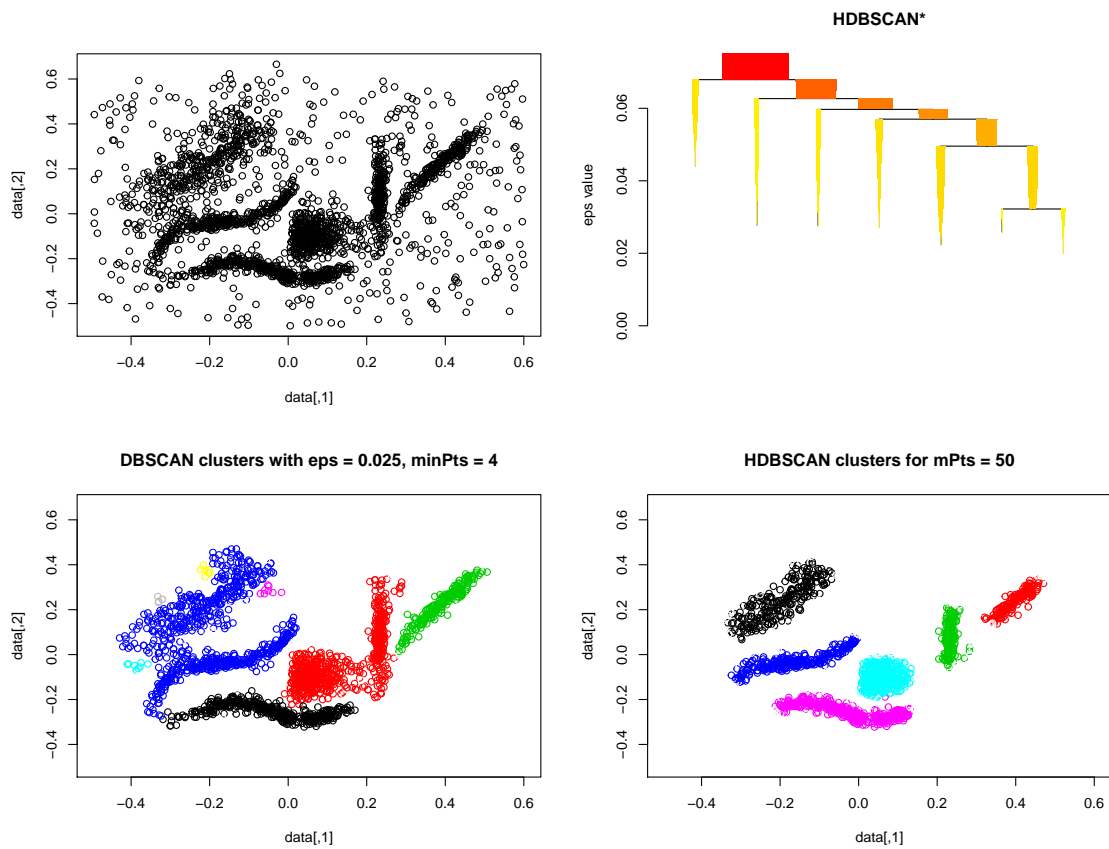 0.6
0.4
0.2
0.0
−0.2
−0.4
data[,2]
−0.4 −0.2 0.0 0.2 0.4 0.6
data[,1]
HDBSCAN*
0.06
0.04
0.02
0.00
eps value
DBSCAN clusters with eps = 0.025, minPts = 4
0.6
0.4
0.2
0.0
−0.2
−0.4
data[,2]
−0.4 −0.2 0.0 0.2 0.4 0.6
data[,1]
HDBSCAN clusters for mPts = 50
0.6
0.4
0.2
0.0
−0.2
−0.4
data[,2]
−0.4 −0.2 0.0 0.2 0.4 0.6
data[,1]